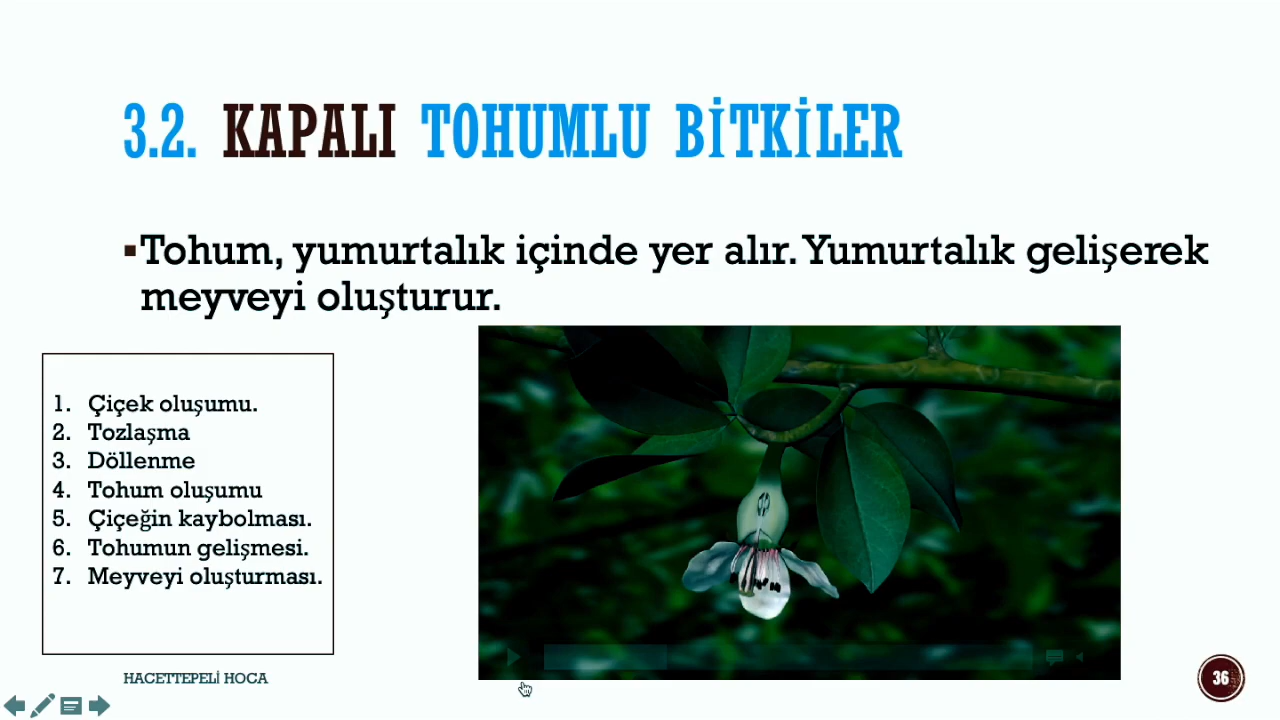 3.2. KAPALI TOHUMLU BİTKİLER
▪Tohum, yumurtalık içinde yer alır. Yumurtalık gelişerek
meyveyi oluşturur.
1. Çiçek oluşumu.
2. Tozlaşma
3. Döllenme
4. Tohum oluşumu
5. Çiçeğin kaybolması.
6. Tohumun gelişmesi.
7. Meyveyi oluşturması.
HACETTEPELİ HOCA
36